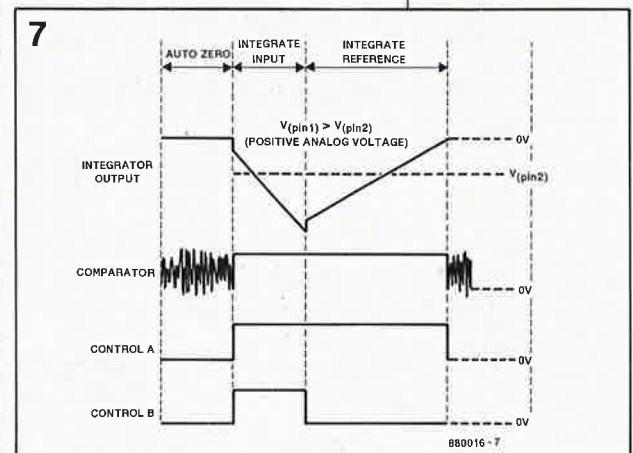 7
AUTO ZERO
INTEGRATE
INPUT
INTEGRATE
REFERENCE
V(pin1) > V(pin2)
(POSITIVE ANALOG VOLTAGE)
0V
INTEGRATOR
OUTPUT
V(pin2)
COMPARATOR
0V
CONTROL A
0V
CONTROL B
0V
880016 - 7